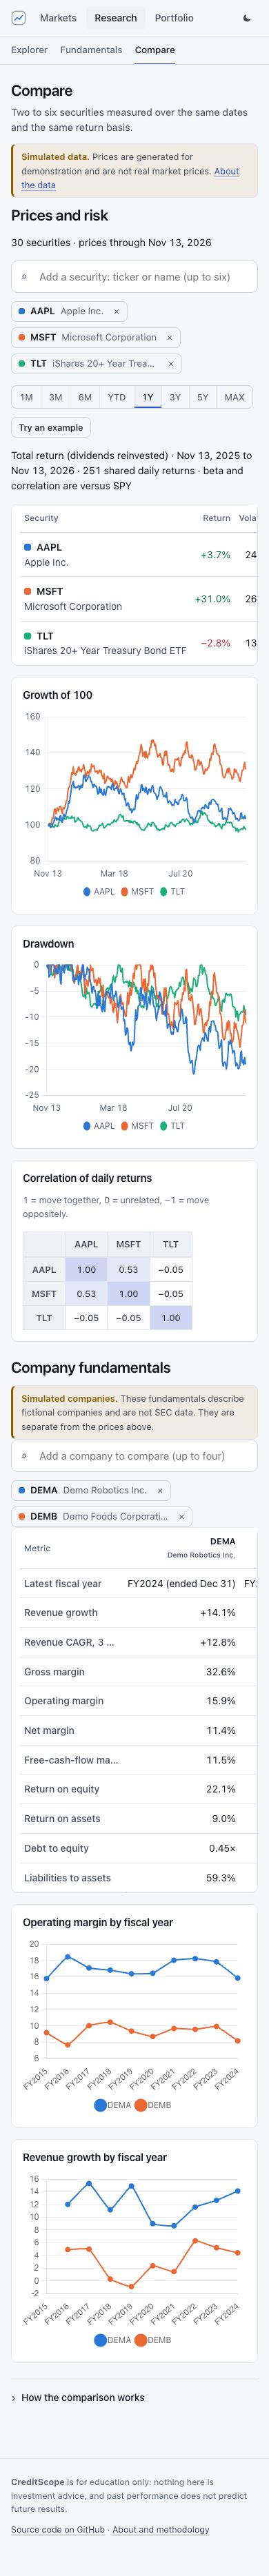 Markets Research Portfolio
Explorer Fundamentals Compare
Compare
Two to six securities measured over the same dates
and the same return basis.
Simulated data. Prices are generated for
demonstration and are not real market prices. About
the data
Prices and risk
30 securities · prices through Nov 13, 2026
Add a security: ticker or name (up to six)
AAPL Apple Inc. ×
MSFT Microsoft Corporation ×
TLT iShares 20+ Year Trea... ×
1M 3M 6M YTD 1Y 3Y 5Y MAX
Try an example
Total return (dividends reinvested) · Nov 13, 2025 to
Nov 13, 2026 · 251 shared daily returns · beta and
correlation are versus SPY
Security Return Vola
AAPL +3.7% 24
Apple Inc.
MSFT +31.0% 26
Microsoft Corporation
TLT −2.8% 13
iShares 20+ Year Treasury Bond ETF
Growth of 100
160
140
120
100
80
Nov 13 Mar 18 Jul 20
AAPL MSFT TLT
Drawdown
0
-5
-10
-15
-20
-25
Nov 13 Mar 18 Jul 20
AAPL MSFT TLT
Correlation of daily returns
1 = move together, 0 = unrelated, −1 = move
oppositely.
AAPL MSFT TLT
AAPL 1.00 0.53 −0.05
MSFT 0.53 1.00 −0.05
TLT −0.05 −0.05 1.00
Company fundamentals
Simulated companies. These fundamentals describe
fictional companies and are not SEC data. They are
separate from the prices above.
Add a company to compare (up to four)
DEMA Demo Robotics Inc. ×
DEMB Demo Foods Corporati... ×
Metric DEMA
Demo Robotics Inc.
Latest fiscal year FY2024 (ended Dec 31) FY2
Revenue growth +14.1%
Revenue CAGR, 3 ... +12.8%
Gross margin 32.6%
Operating margin 15.9%
Net margin 11.4%
Free-cash-flow ma... 11.5%
Return on equity 22.1%
Return on assets 9.0%
Debt to equity 0.45×
Liabilities to assets 59.3%
Operating margin by fiscal year
20
18
16
14
12
10
8
6
FY2015 FY2016 FY2017 FY2018 FY2019 FY2020 FY2021 FY2022 FY2023 FY2024
DEMA DEMB
Revenue growth by fiscal year
16
14
12
10
8
6
4
2
0
-2
FY2015 FY2016 FY2017 FY2018 FY2019 FY2020 FY2021 FY2022 FY2023 FY2024
DEMA DEMB
› How the comparison works
CreditScope is for education only: nothing here is
investment advice, and past performance does not predict
future results.
Source code on GitHub · About and methodology